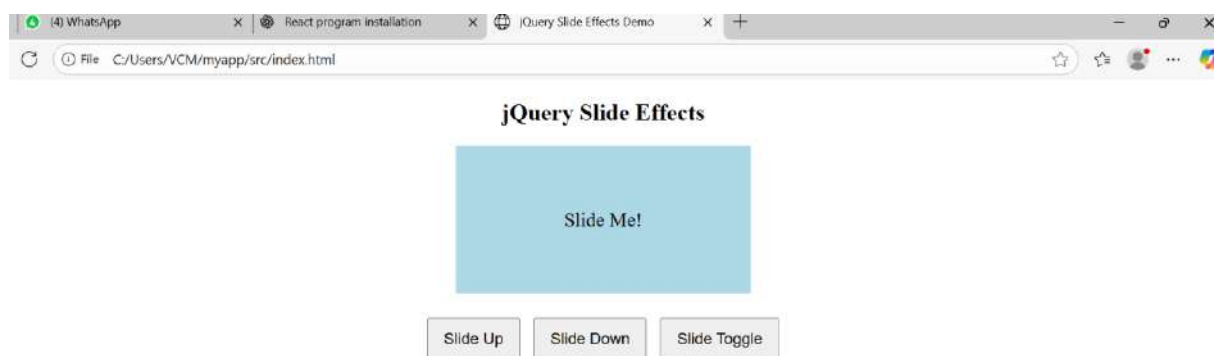 (4) WhatsApp React program installation jQuery Slide Effects Demo
File C:/Users/VCM/myapp/src/index.html
jQuery Slide Effects
Slide Me!
Slide Up Slide Down Slide Toggle